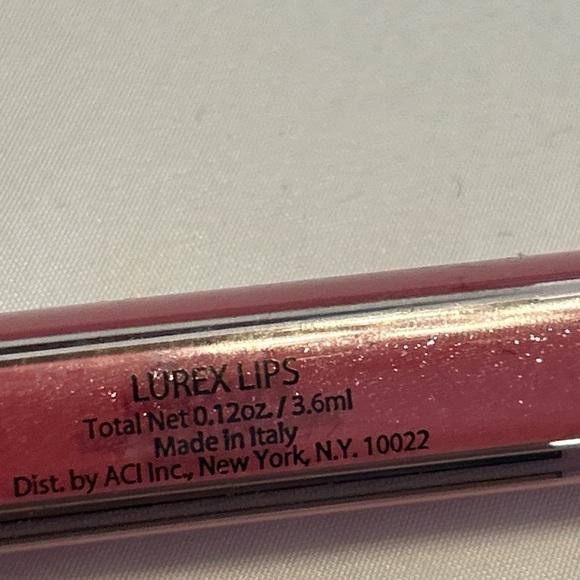 LUREX LIPS
Total Net 0.12oz. / 3.6ml
Made in Italy
Dist. by ACI Inc., New York, N.Y. 10022